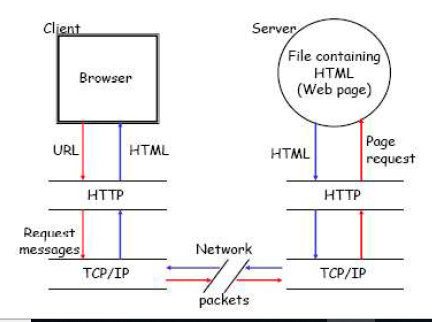 Client
Server
Browser
File containing
HTML
(Web page)
URL
HTML
HTML
Page
request
HTTP
HTTP
Request
messages
Network
TCP/IP
TCP/IP
packets